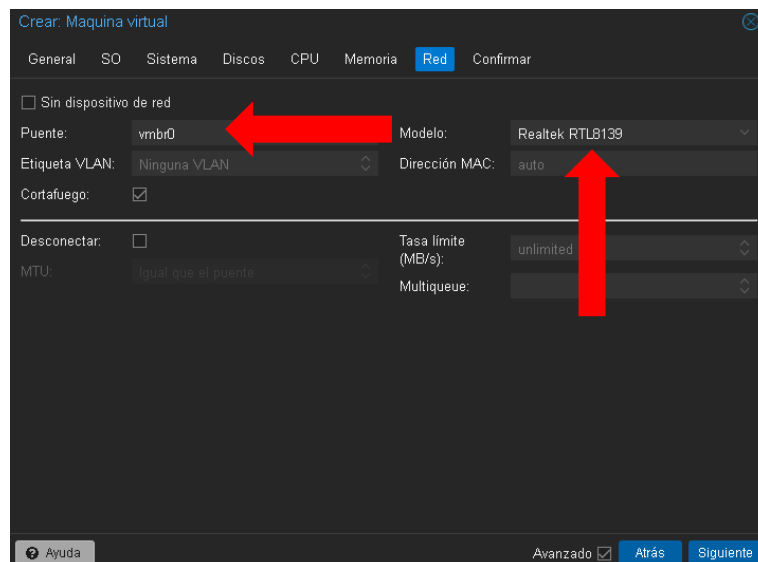 Crear: Maquina virtual
General SO Sistema Discos CPU Memoria Red Confirmar
Sin dispositivo de red
Puente: vmbr0 Modelo: Realtek RTL8139
Etiqueta VLAN: Ninguna VLAN Dirección MAC: auto
Cortafuego:
Desconectar: Tasa límite (MB/s): unlimited
MTU: Igual que el puente
Multiqueue:
Ayuda Avanzado Atrás Siguiente